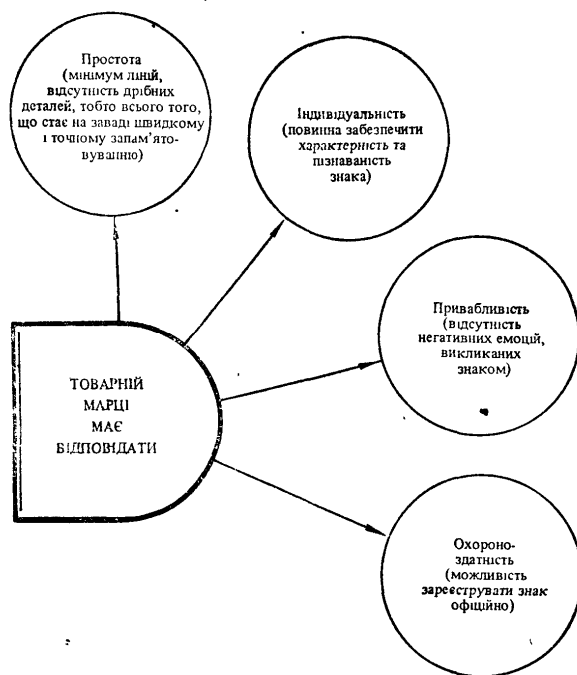 Простота
(мінімум ліній,
відсутність дрібних
деталей, тобто всього того,
що стає на заваді швидкому
і точному запам'ято-
вуванню)
Індивідуальність
(повинна забезпечити
характерність та
пізнаваність
знака)
Привабливість
(відсутність
негативних емоцій,
викликаних
знаком)
ТОВАРНІЙ
МАРЦІ
МАЄ
ВІДПОВІДАТИ
Охороно-
здатність
(можливість
зареєструвати знак
офіційно)